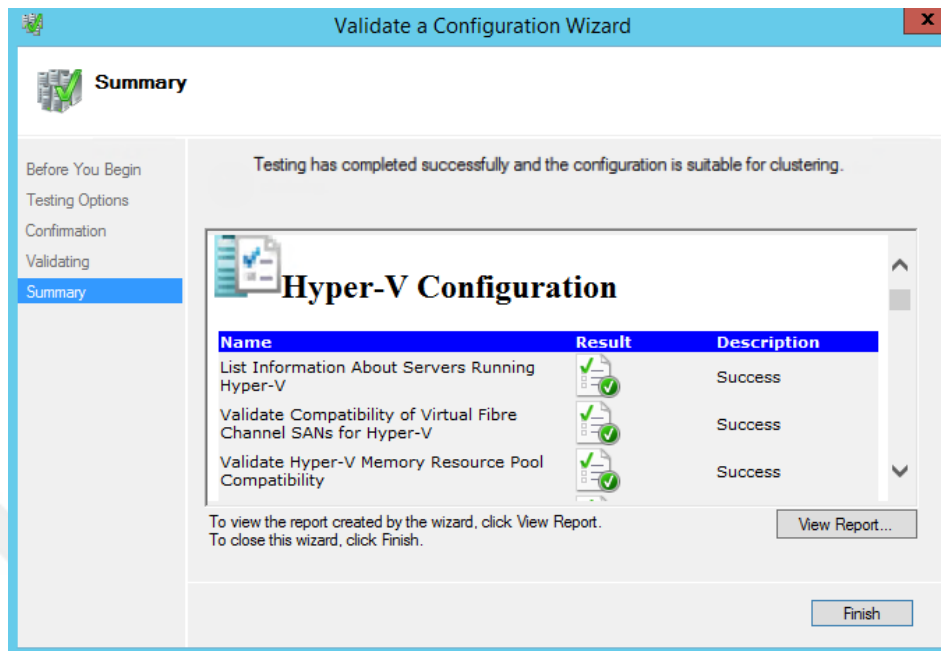 Validate a Configuration Wizard
X
Summary
Before You Begin
Testing Options
Confirmation
Validating
Summary
Testing has completed successfully and the configuration is suitable for clustering.
Hyper-V Configuration
Name Result Description
List Information About Servers Running
Hyper-V Success
Validate Compatibility of Virtual Fibre
Channel SANs for Hyper-V Success
Validate Hyper-V Memory Resource Pool
Compatibility Success
To view the report created by the wizard, click View Report.
To close this wizard, click Finish.
View Report...
Finish